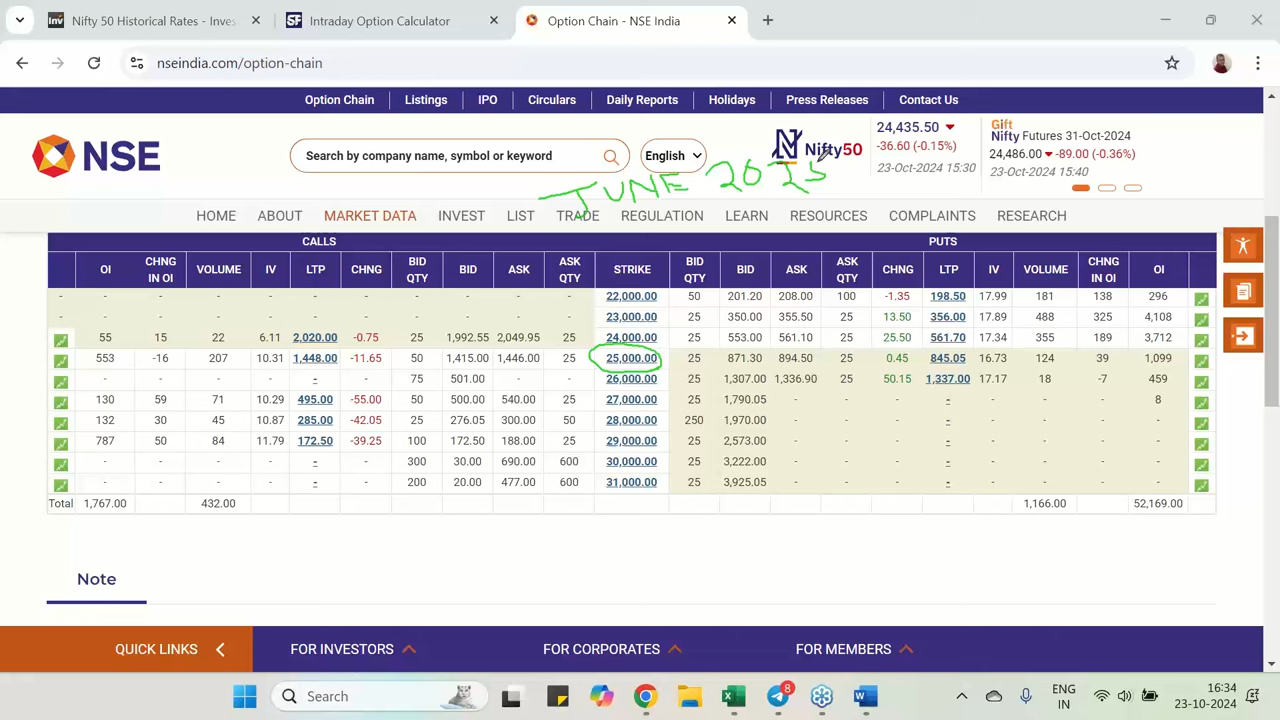 Nifty 50 Historical Rates - Inves
Intraday Option Calculator
Option Chain - NSE India
nseindia.com/option-chain
Option Chain Listings IPO Circulars Daily Reports Holidays Press Releases Contact Us
NSE
Search by company name, symbol or keyword
English
Nifty50
24,435.50
-36.60 (-0.15%)
23-Oct-2024 15:30
Gift
Nifty Futures 31-Oct-2024
24,486.00 -89.00 (-0.36%)
23-Oct-2024 15:40
JUNE 2025
HOME ABOUT MARKET DATA INVEST LIST TRADE REGULATION LEARN RESOURCES COMPLAINTS RESEARCH
CALLS PUTS
OI CHNG IN OI VOLUME IV LTP CHNG BID QTY BID ASK ASK QTY STRIKE BID QTY BID ASK ASK QTY CHNG LTP IV VOLUME CHNG IN OI OI
- - - - - - - - - - 22,000.00 50 201.20 208.00 100 -1.35 198.50 17.99 181 138 296
- - - - - - - - - - 23,000.00 25 350.00 355.50 25 13.50 356.00 17.89 488 325 4,108
55 15 22 6.11 2,020.00 -0.75 25 1,992.55 2,049.95 25 24,000.00 25 553.00 561.10 25 25.50 561.70 17.34 355 189 3,712
553 -16 207 10.31 1,448.00 -11.65 50 1,415.00 1,446.00 25 25,000.00 25 871.30 894.50 25 0.45 845.05 16.73 124 39 1,099
- - - - - - 75 501.00 - - 26,000.00 25 1,307.00 1,336.90 25 50.15 1,337.00 17.17 18 -7 459
130 59 71 10.29 495.00 -55.00 50 500.00 540.00 25 27,000.00 25 1,790.05 - - - - - - - 8
132 30 45 10.87 285.00 -42.05 25 276.05 300.00 50 28,000.00 250 1,970.00 - - - - - - - -
787 50 84 11.79 172.50 -39.25 100 172.50 188.00 25 29,000.00 25 2,573.00 - - - - - - - -
- - - - - - 300 30.00 690.00 600 30,000.00 25 3,222.00 - - - - - - - -
- - - - - - 200 20.00 477.00 600 31,000.00 25 3,925.05 - - - - - - - -
Total 1,767.00 432.00 1,166.00 52,169.00
Note
QUICK LINKS FOR INVESTORS FOR CORPORATES FOR MEMBERS
Search
8
ENG
IN
16:34
23-10-2024